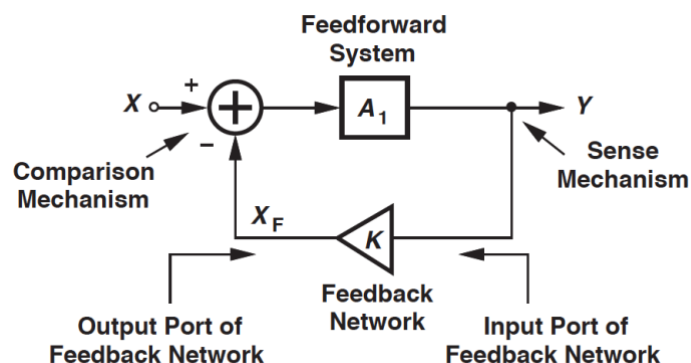 Feedforward
System
X
+
−
+
A1
Y
Comparison
Mechanism
Sense
Mechanism
XF
K
Feedback
Network
Output Port of
Feedback Network
Input Port of
Feedback Network